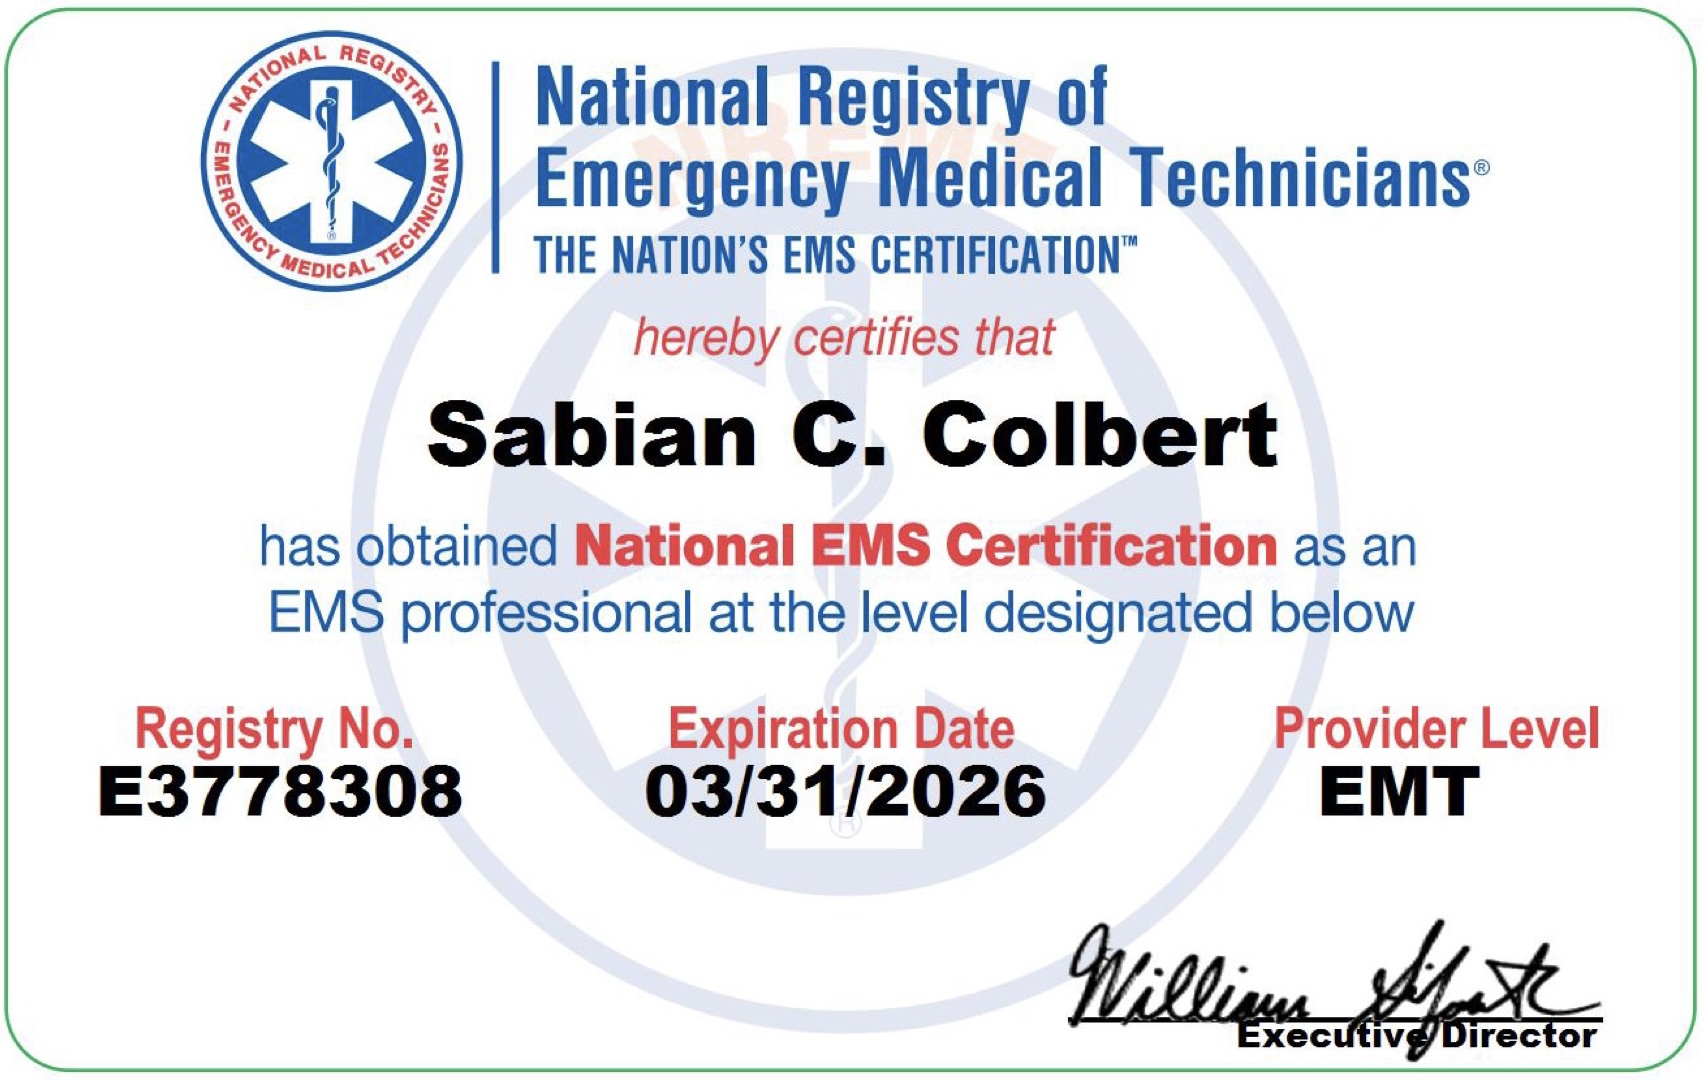 NATIONAL REGISTRY
EMERGENCY MEDICAL TECHNICIANS
®
National Registry of
Emergency Medical Technicians®
THE NATION'S EMS CERTIFICATION™
NREMT
hereby certifies that
Sabian C. Colbert
has obtained National EMS Certification as an
EMS professional at the level designated below
Registry No. Expiration Date Provider Level
E3778308 03/31/2026 EMT
®
William
Executive Director